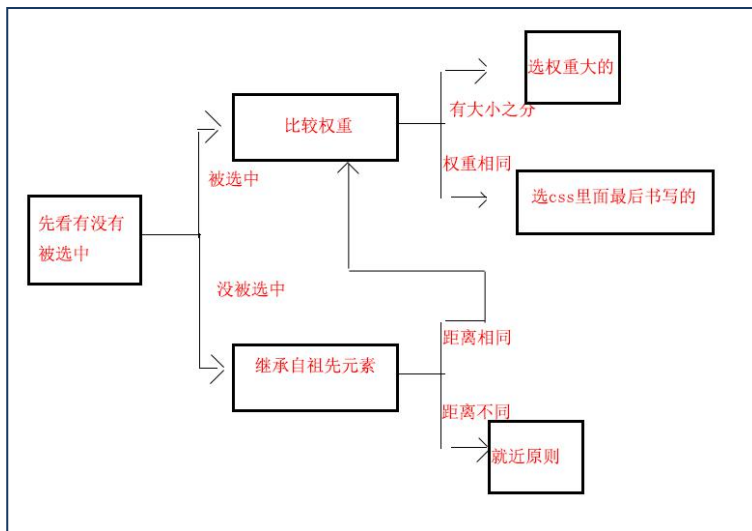 选权重大的
比较权重
有大小之分
权重相同
被选中
选css里面最后书写的
先看有没有
被选中
没被选中
距离相同
继承自祖先元素
距离不同
就近原则